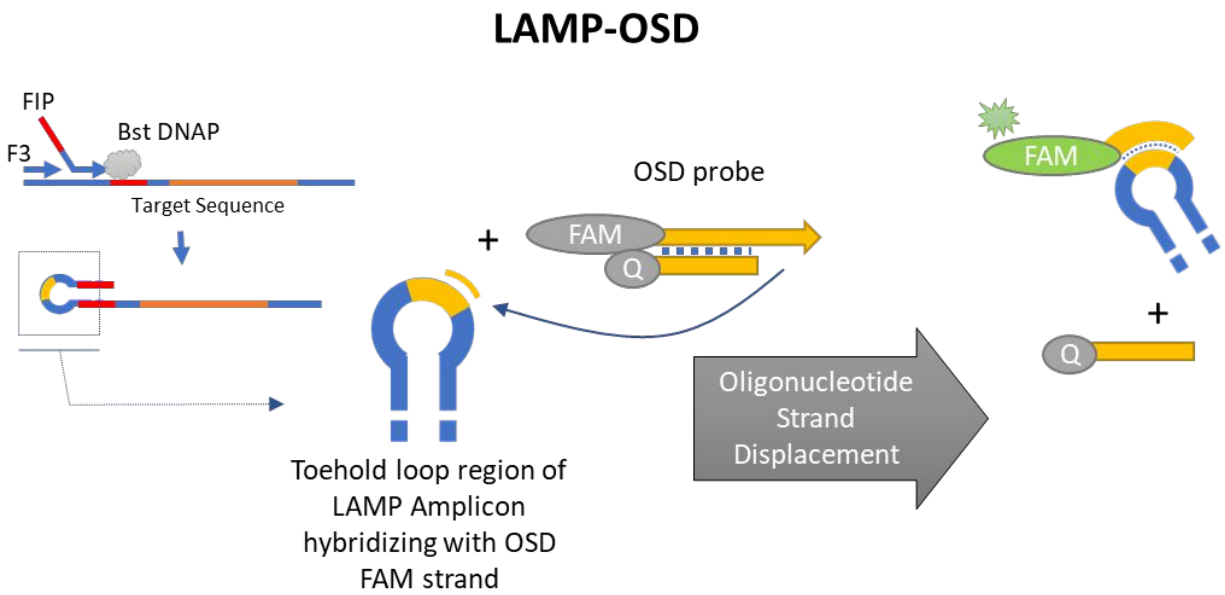 LAMP-OSD
FIP
Bst DNAP
F3
Target Sequence
+
OSD probe
FAM
Q
Toehold loop region of
LAMP Amplicon
hybridizing with OSD
FAM strand
Oligonucleotide
Strand
Displacement
FAM
+
Q